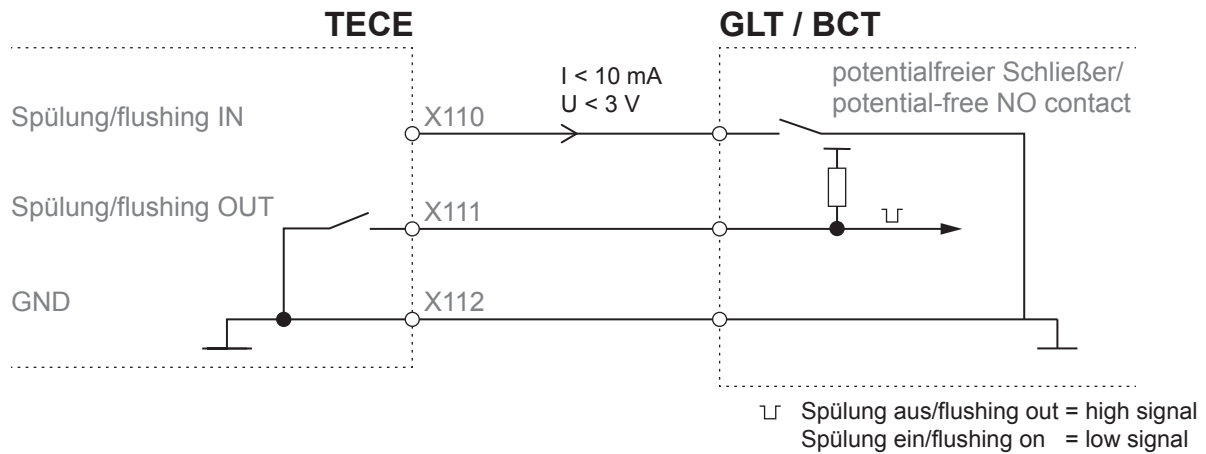 TECE
GLT / BCT
I < 10 mA
U < 3 V
potentialfreier Schließer/
potential-free NO contact
Spülung/flushing IN
X110
Spülung/flushing OUT
X111
GND
X112
Spülung aus/flushing out = high signal
Spülung ein/flushing on = low signal